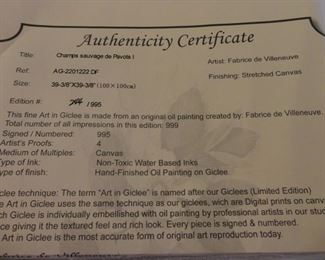 Authenticity Certificate
Title: Champs sauvage de Pavots I Artist: Fabrice de Villeneuve
Ref: AG-2201222 DF Finishing: Stretched Canvas
Size: 39-3/8"X39-3/8" (100×100cm)
Edition #: / 995
This fine Art in Giclee is made from an original oil painting created by: Fabrice de Villeneuve.
Total number of all impressions in this edition: 999
Signed / Numbered: 995
Artist's Proofs: 4
Medium of Multiples: Canvas
Type of Ink: Non-Toxic Water Based Inks
Type of Hand: Hand-Finished Oil Painting on Giclee
clee technique: The term "Art in Giclee" is named after our Giclees (Limited Edition)
e Art in Giclee uses the same technique as our giclees, wich are Digital prints on canv
ch Giclee is individually embellished with oil painting by professional artists in our stud
ce giving it the textured feel and rich look. Every piece is signed & numbered.
Art in Giclee is the most accurate form of original art reproduction today.